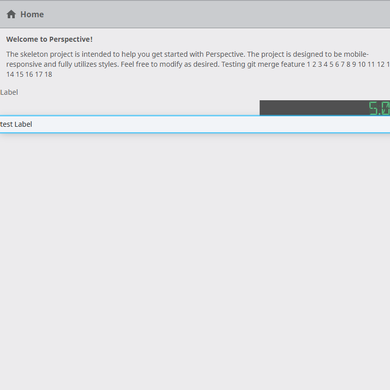 Home
Welcome to Perspective!
The skeleton project is intended to help you get started with Perspective. The project is designed to be mobile-
responsive and fully utilizes styles. Feel free to modify as desired. Testing git merge feature 1 2 3 4 5 6 7 8 9 10 11 12 1
14 15 16 17 18
Label
5.0
test Label